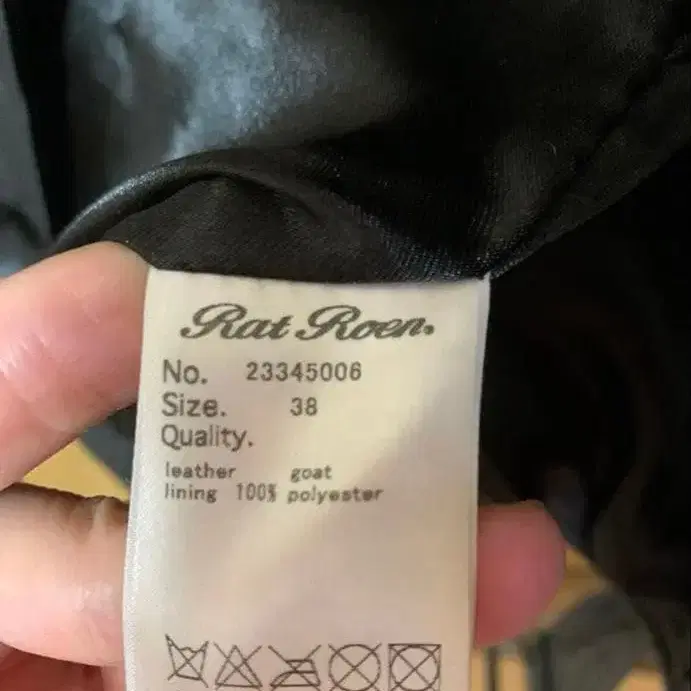 Rat Roen.
No. 23345006
Size. 38
Quality.
leather goat
lining 100% polyester